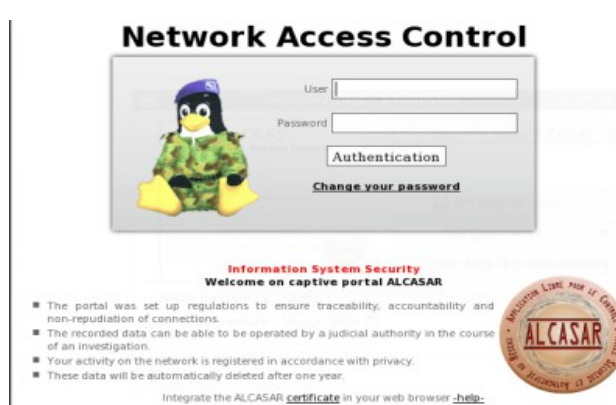 Network Access Control
User
Password
Authentication
Change your password
Information System Security
Welcome on captive portal ALCASAR
The portal was set up regulations to ensure traceability, accountability and
non-repudiation of connections.
The recorded data can be able to be operated by a judicial authority in the course
of an investigation.
Your activity on the network is registered in accordance with privacy.
These data will be automatically deleted after one year.
Integrate the ALCASAR certificate in your web browser -help-
APPLICATION LIBRE POUR LE
ALCASAR